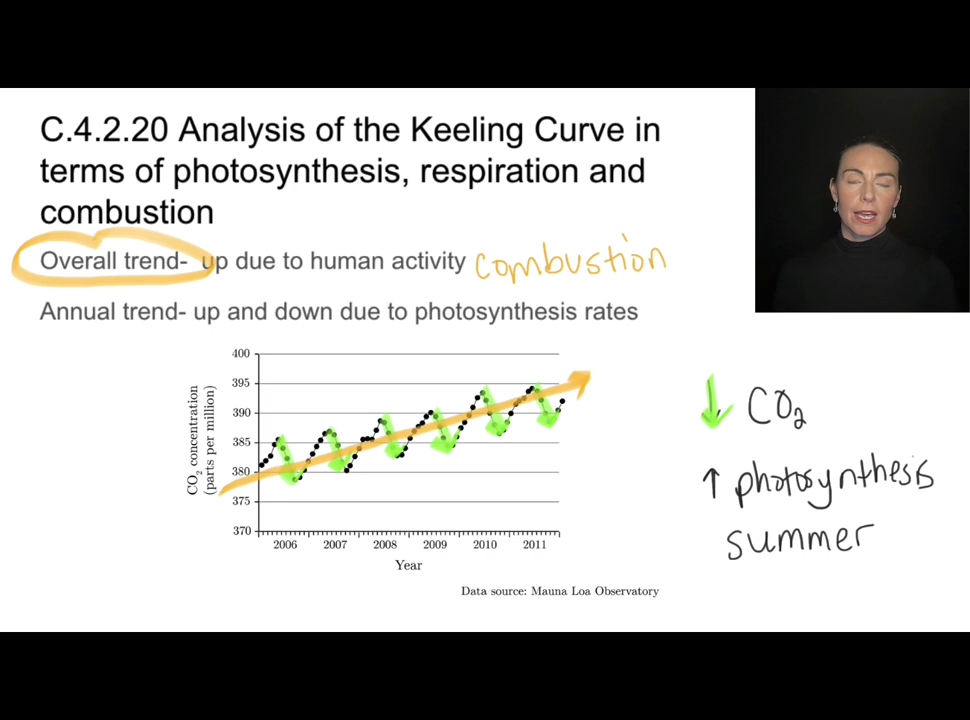 C.4.2.20 Analysis of the Keeling Curve in
terms of photosynthesis, respiration and
combustion
Overall trend- up due to human activity combustion
Annual trend- up and down due to photosynthesis rates
400
395
390
385
380
375
370
CO2 concentration
(parts per million)
2006 2007 2008 2009 2010 2011
Year
Data source: Mauna Loa Observatory
↓ CO2
↑ photosynthesis
summer